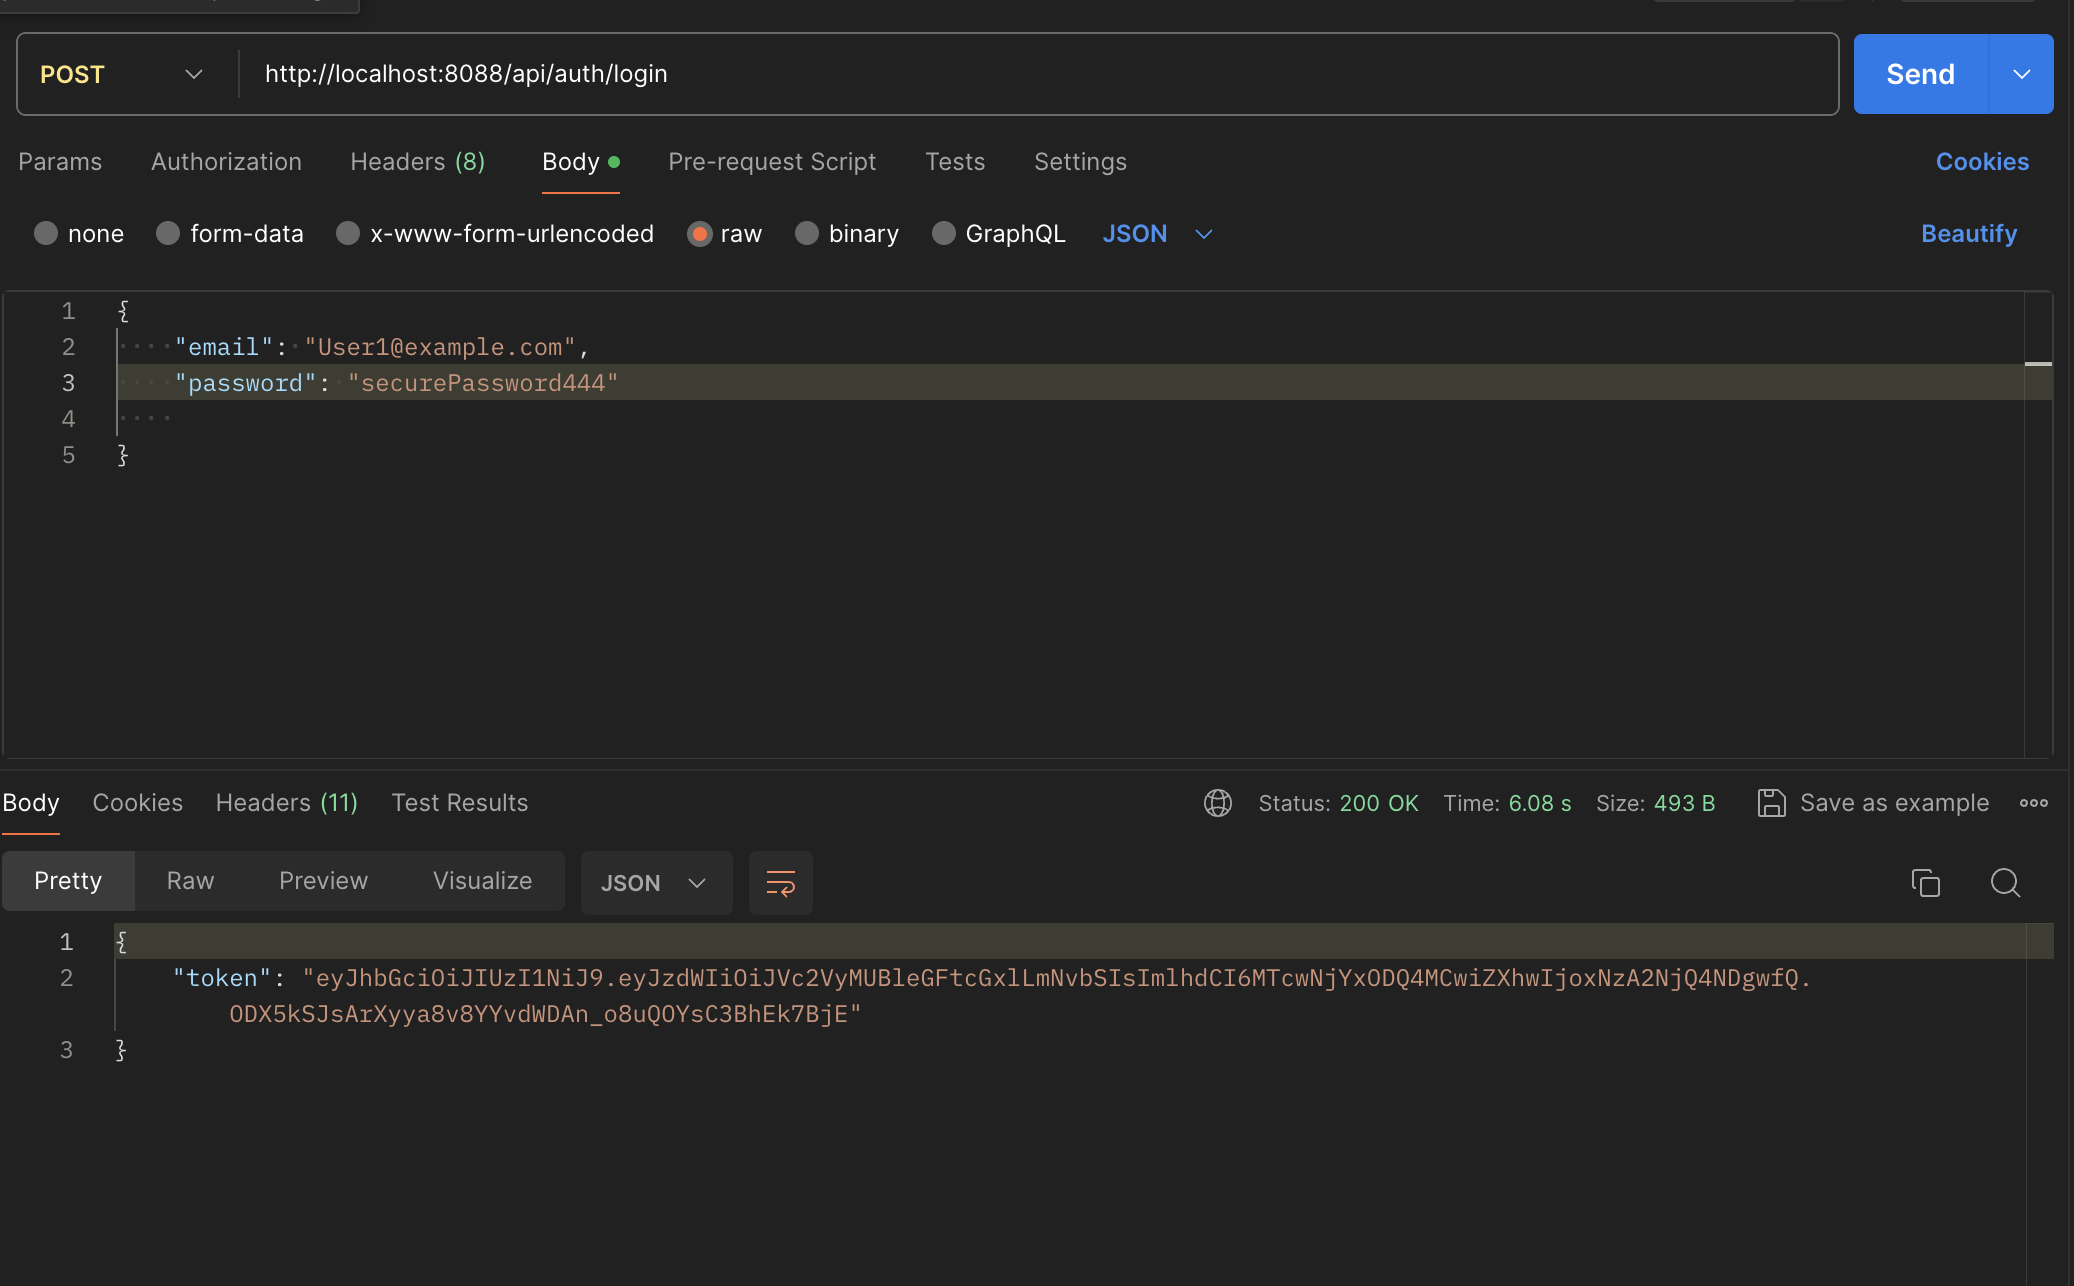 POST http://localhost:8088/api/auth/login Send
Params Authorization Headers (8) Body Pre-request Script Tests Settings Cookies
none form-data x-www-form-urlencoded raw binary GraphQL JSON Beautify
1 {
2 "email": "User1@example.com",
3 "password": "securePassword444"
4
5 }
Body Cookies Headers (11) Test Results Status: 200 OK Time: 6.08 s Size: 493 B Save as example
Pretty Raw Preview Visualize JSON
1 {
2 "token": "eyJhbGciOiJIUzI1NiJ9.eyJzdWIiOiJVc2VyMUBleGFtcGxlLmNvbSIsImlhdCI6MTcwNjYxODQ4MCwiZXhwIjoxNzA2NjQ4NDgwfQ.
ODX5kSJsArXyya8v8YYvdWDAn_o8uQOYsC3BhEk7BjE"
3 }